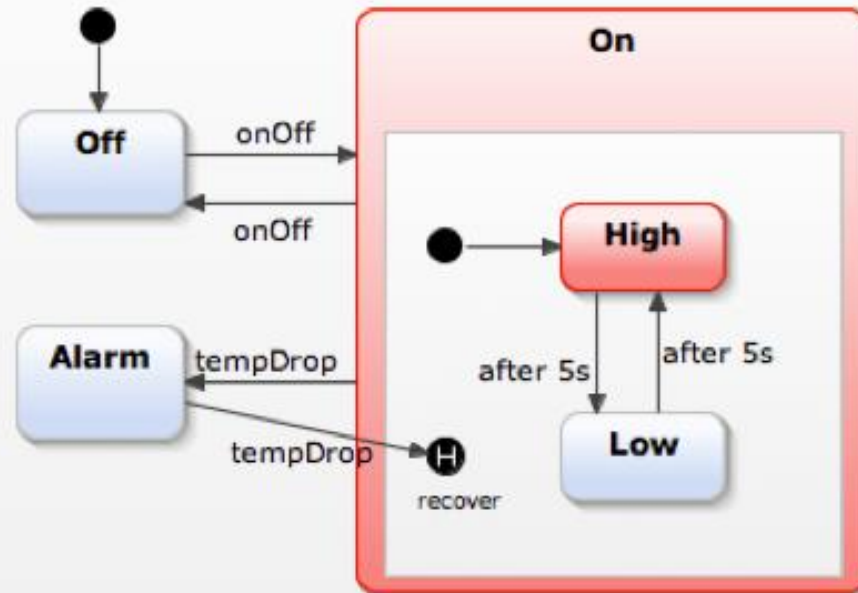 On
Off
onOff
onOff
High
Alarm
tempDrop
after 5s
after 5s
tempDrop
H
Low
recover